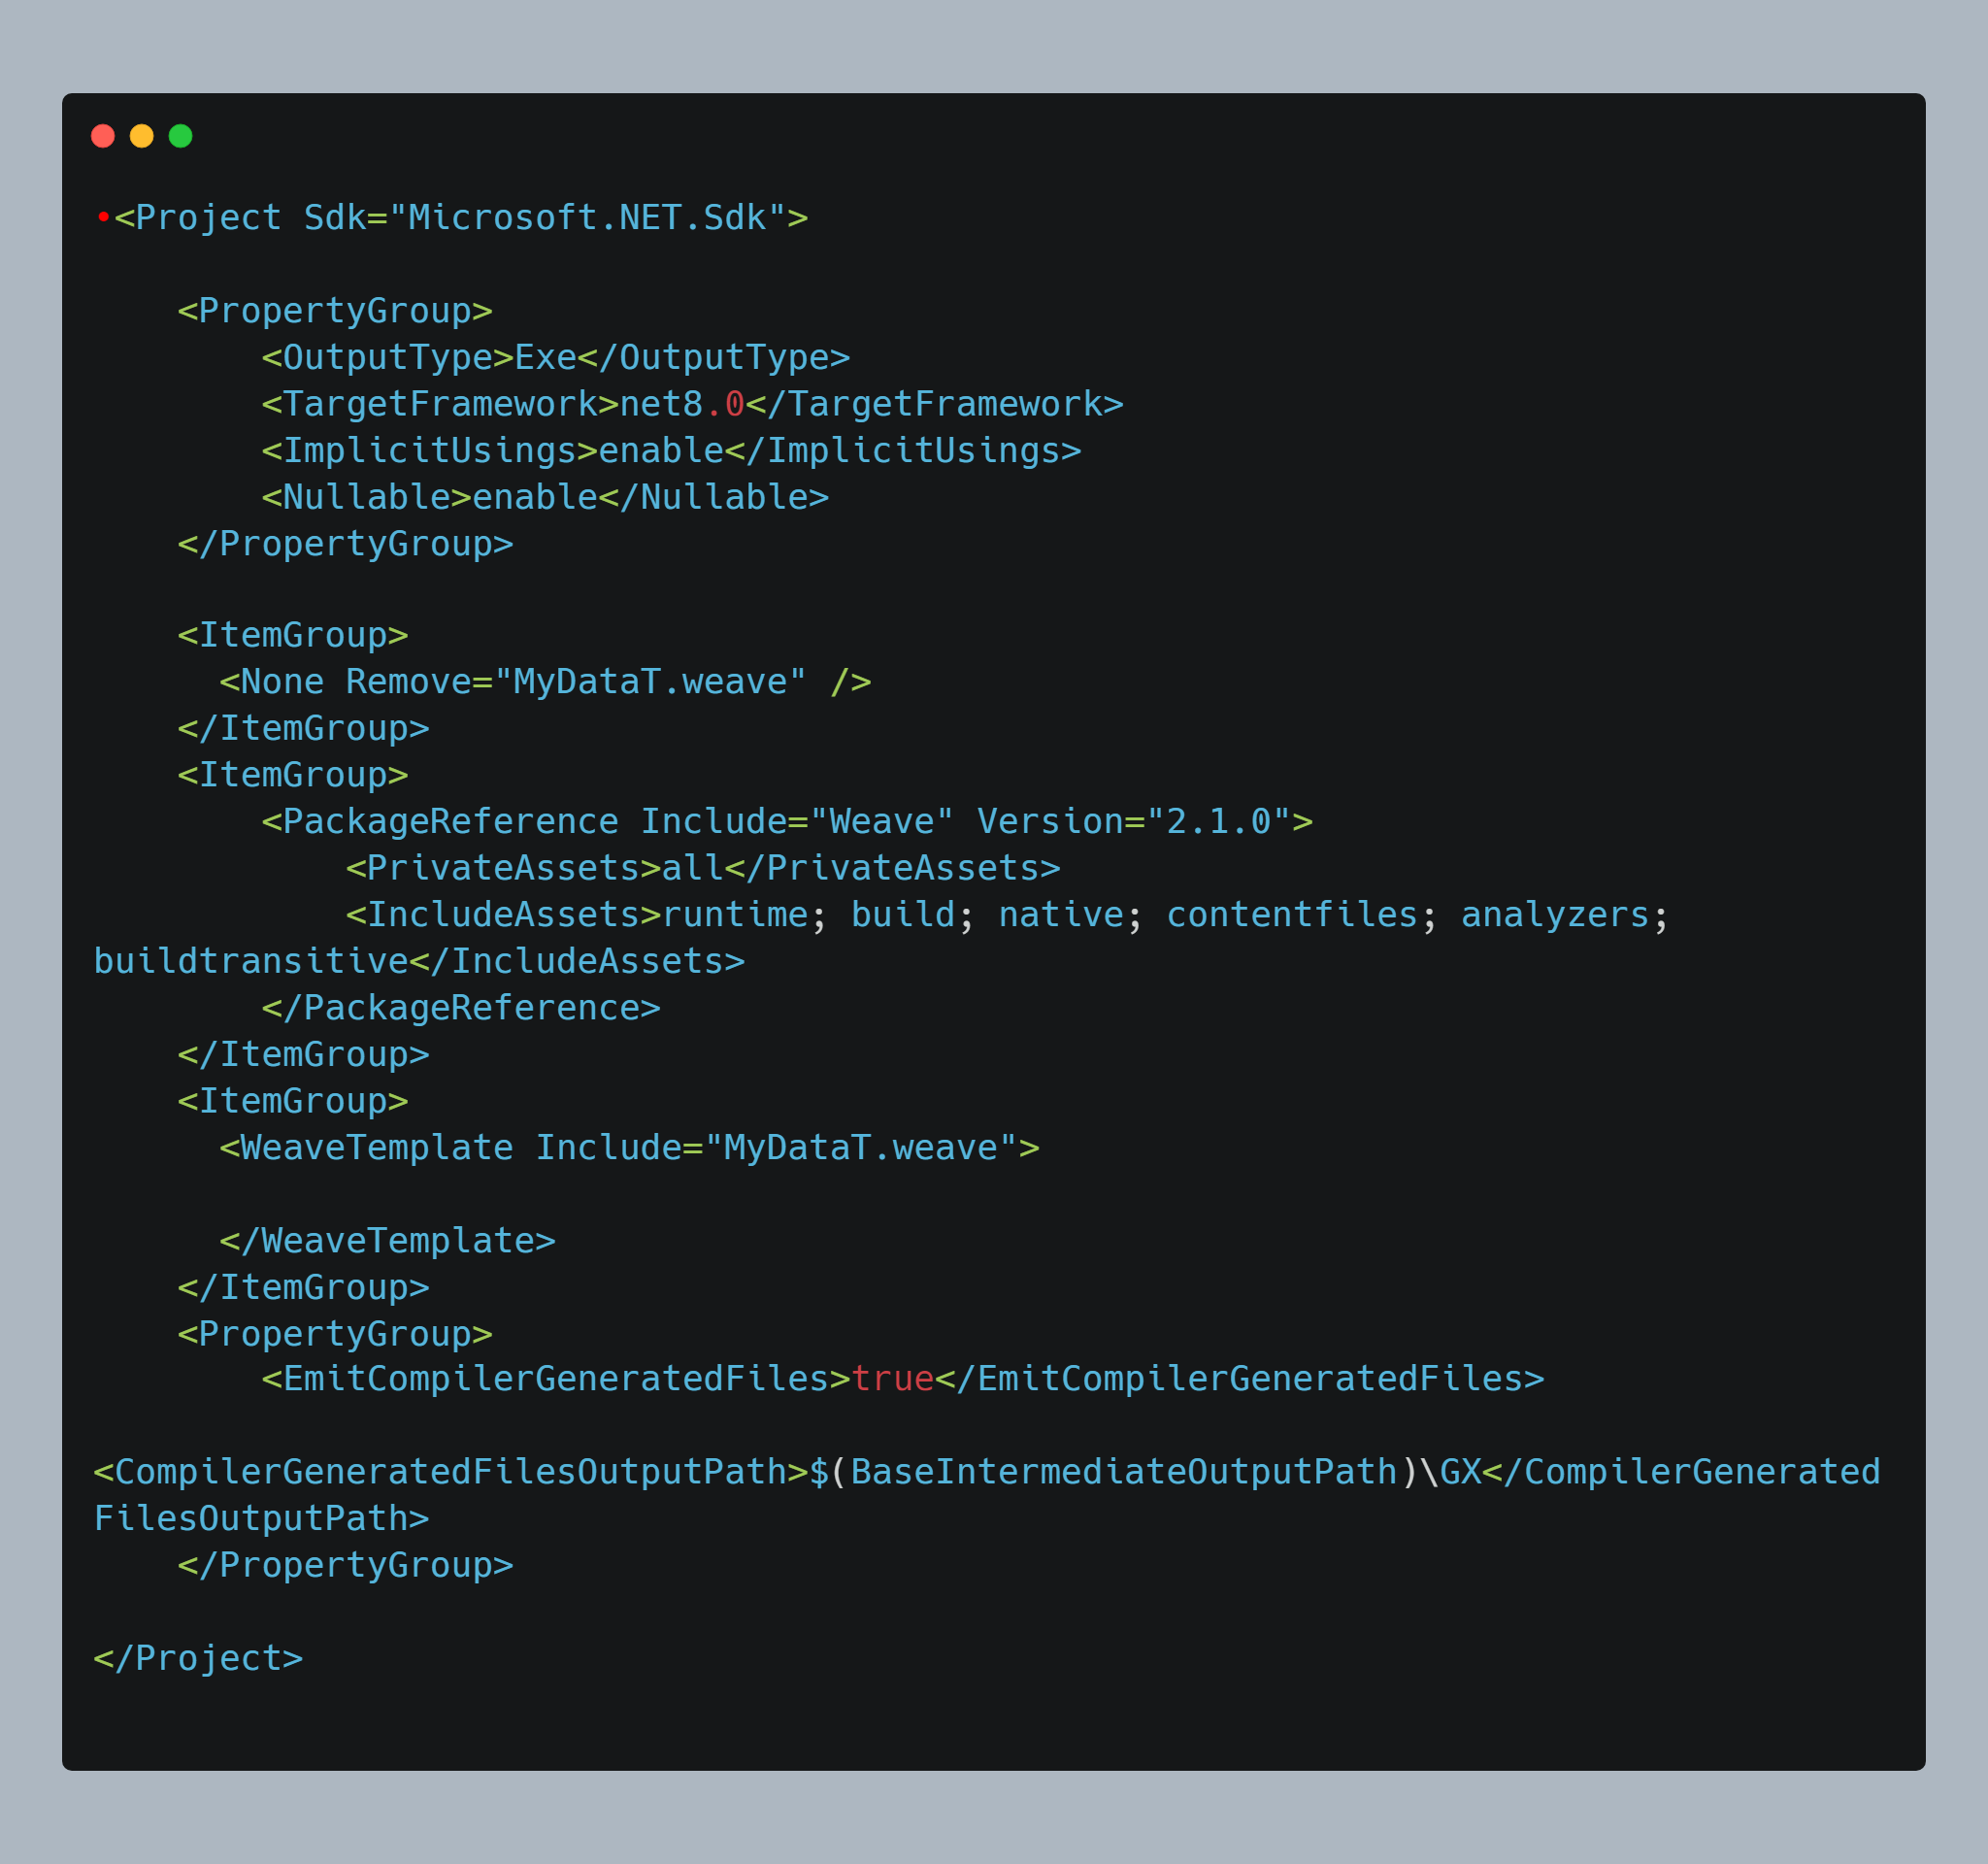 •<Project Sdk="Microsoft.NET.Sdk">

    <PropertyGroup>
        <OutputType>Exe</OutputType>
        <TargetFramework>net8.0</TargetFramework>
        <ImplicitUsings>enable</ImplicitUsings>
        <Nullable>enable</Nullable>
    </PropertyGroup>

    <ItemGroup>
      <None Remove="MyDataT.weave" />
    </ItemGroup>
    <ItemGroup>
        <PackageReference Include="Weave" Version="2.1.0">
            <PrivateAssets>all</PrivateAssets>
            <IncludeAssets>runtime; build; native; contentfiles; analyzers;
buildtransitive</IncludeAssets>
        </PackageReference>
    </ItemGroup>
    <ItemGroup>
      <WeaveTemplate Include="MyDataT.weave">

      </WeaveTemplate>
    </ItemGroup>
    <PropertyGroup>
        <EmitCompilerGeneratedFiles>true</EmitCompilerGeneratedFiles>

<CompilerGeneratedFilesOutputPath>$(BaseIntermediateOutputPath)\GX</CompilerGenerated
FilesOutputPath>
    </PropertyGroup>

</Project>